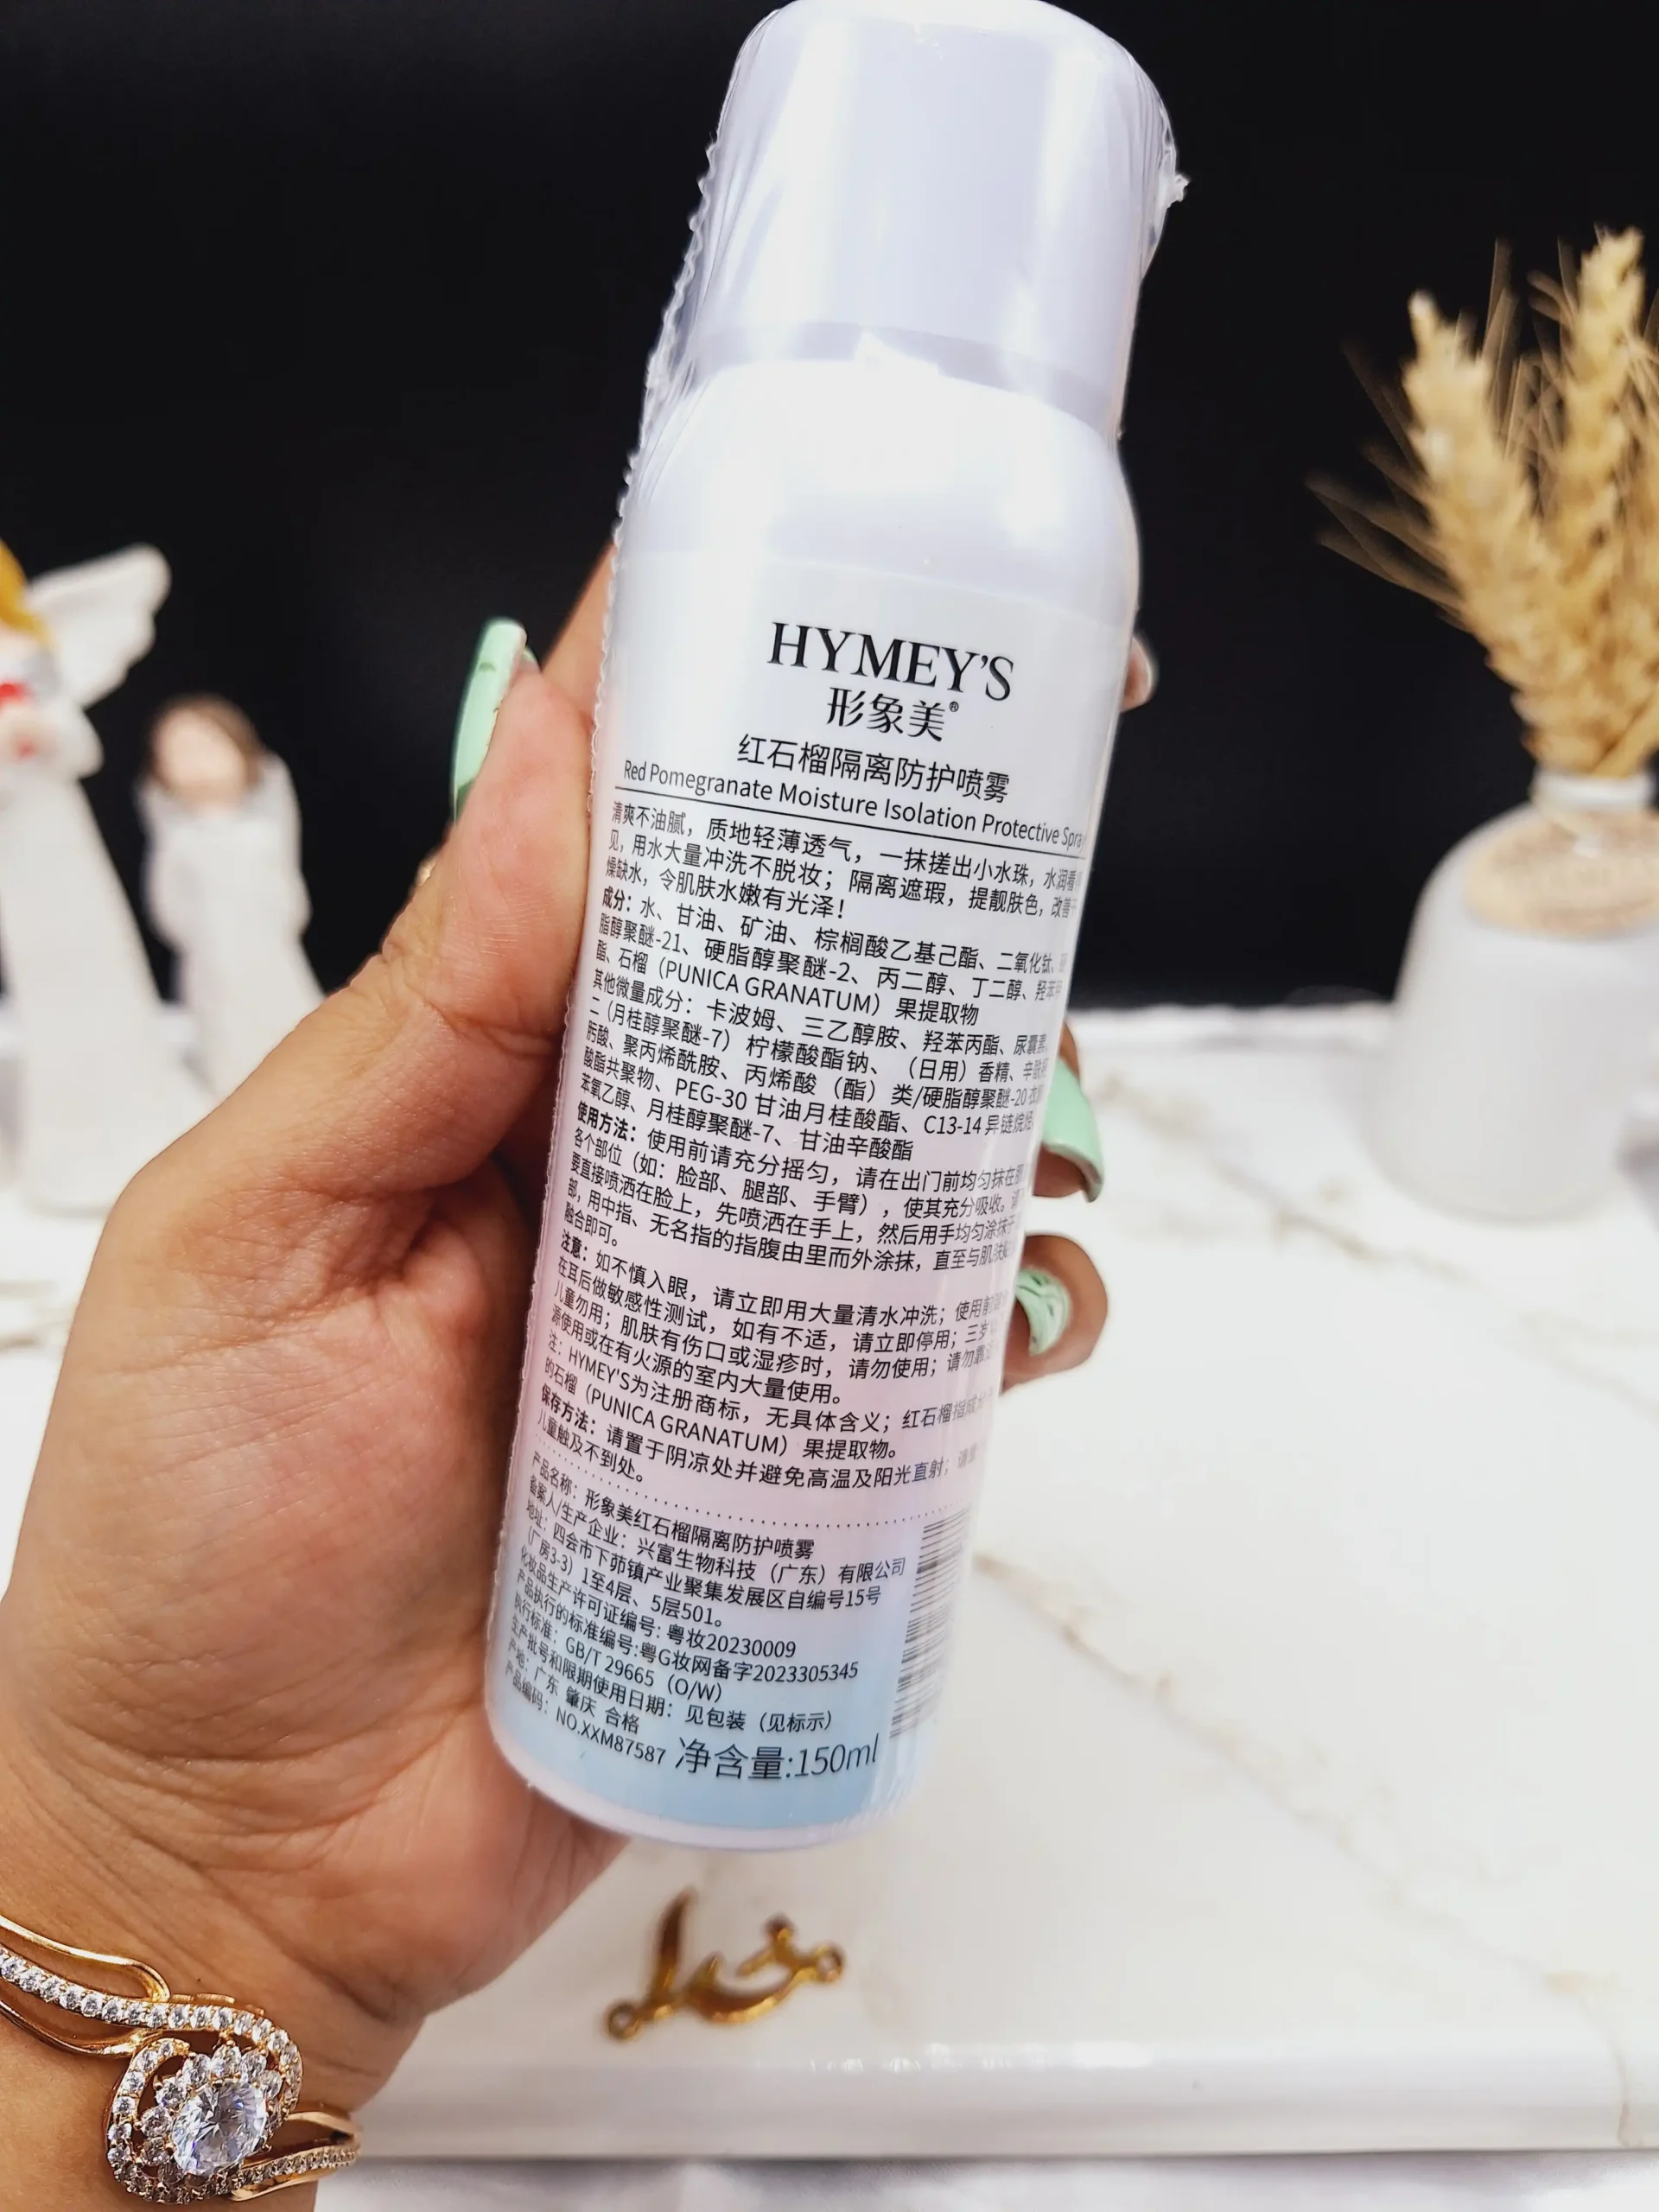 HYMEY'S
形象美®
红石榴隔离防护喷雾
Red Pomegranate Moisture Isolation Protective Spra
清爽不油腻，质地轻薄透气，一抹搓出小水珠，水润看
见，用水大量冲洗不脱妆；隔离遮瑕，提靓肤色，改善干
燥缺水，令肌肤水嫩有光泽！
成分：水、甘油、矿油、棕榈酸乙基己酯、二氧化钛、硬
脂醇聚醚-21、硬脂醇聚醚-2、丙二醇、丁二醇、羟苯甲
酯、石榴（PUNICA GRANATUM）果提取物
其他微量成分：卡波姆、三乙醇胺、羟苯丙酯、尿囊素、
二（月桂醇聚醚-7）柠檬酸酯钠、（日用）香精、辛酰
肟酸、聚丙烯酰胺、丙烯酸（酯）类/硬脂醇聚醚-20 衣
酸酯共聚物、PEG-30 甘油月桂酸酯、C13-14 异链烷烃
苯氧乙醇、月桂醇聚醚-7、甘油辛酸酯
使用方法：使用前请充分摇匀，请在出门前均匀抹在
各个部位（如：脸部、腿部、手臂），使其充分吸收。请
要直接喷洒在脸上，先喷洒在手上，然后用手均匀涂抹于
部，用中指、无名指的指腹由里而外涂抹，直至与肌肤
融合即可。
注意：如不慎入眼，请立即用大量清水冲洗；使用前
在耳后做敏感性测试，如有不适，请立即停用；三岁
儿童勿用；肌肤有伤口或湿疹时，请勿使用；请勿靠
源使用或在有火源的室内大量使用。
注：HYMEY'S为注册商标，无具体含义；红石榴指成分
的石榴（PUNICA GRANATUM）果提取物。
保存方法：请置于阴凉处并避免高温及阳光直射；请
儿童触及不到处。
产品名称：形象美红石榴隔离防护喷雾
备案人/生产企业：兴富生物科技（广东）有限公司
地址：四会市下茆镇产业聚集发展区自编号15号
（厂房3-3）1至4层、5层501。
化妆品生产许可证编号: 粤妆20230009
产品执行的标准编号:粤G妆网备字2023305345
执行标准：GB/T 29665（O/W）
生产批号和限期使用日期：见包装（见标示）
产地：广东 肇庆 合格
产品编码：NO.XXM87587 净含量:150ml